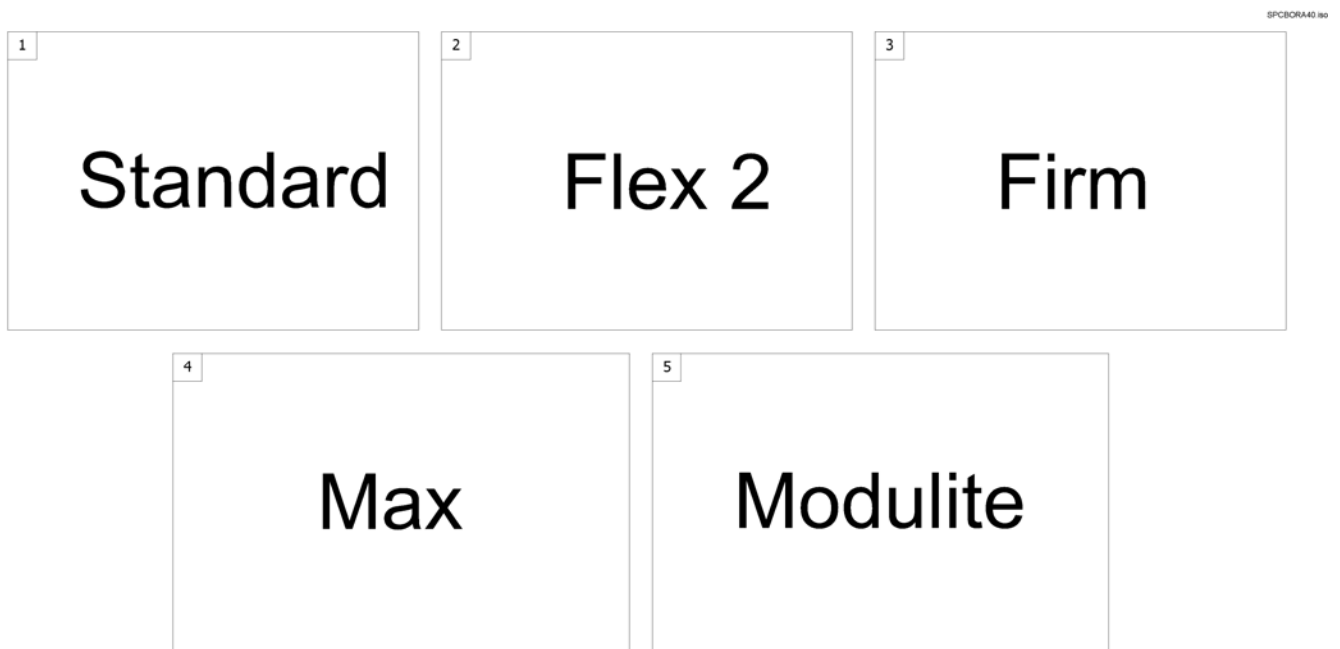 SPCBORA40.iso
1
2
3
Standard
Flex 2
Firm
4
5
Max
Modulite